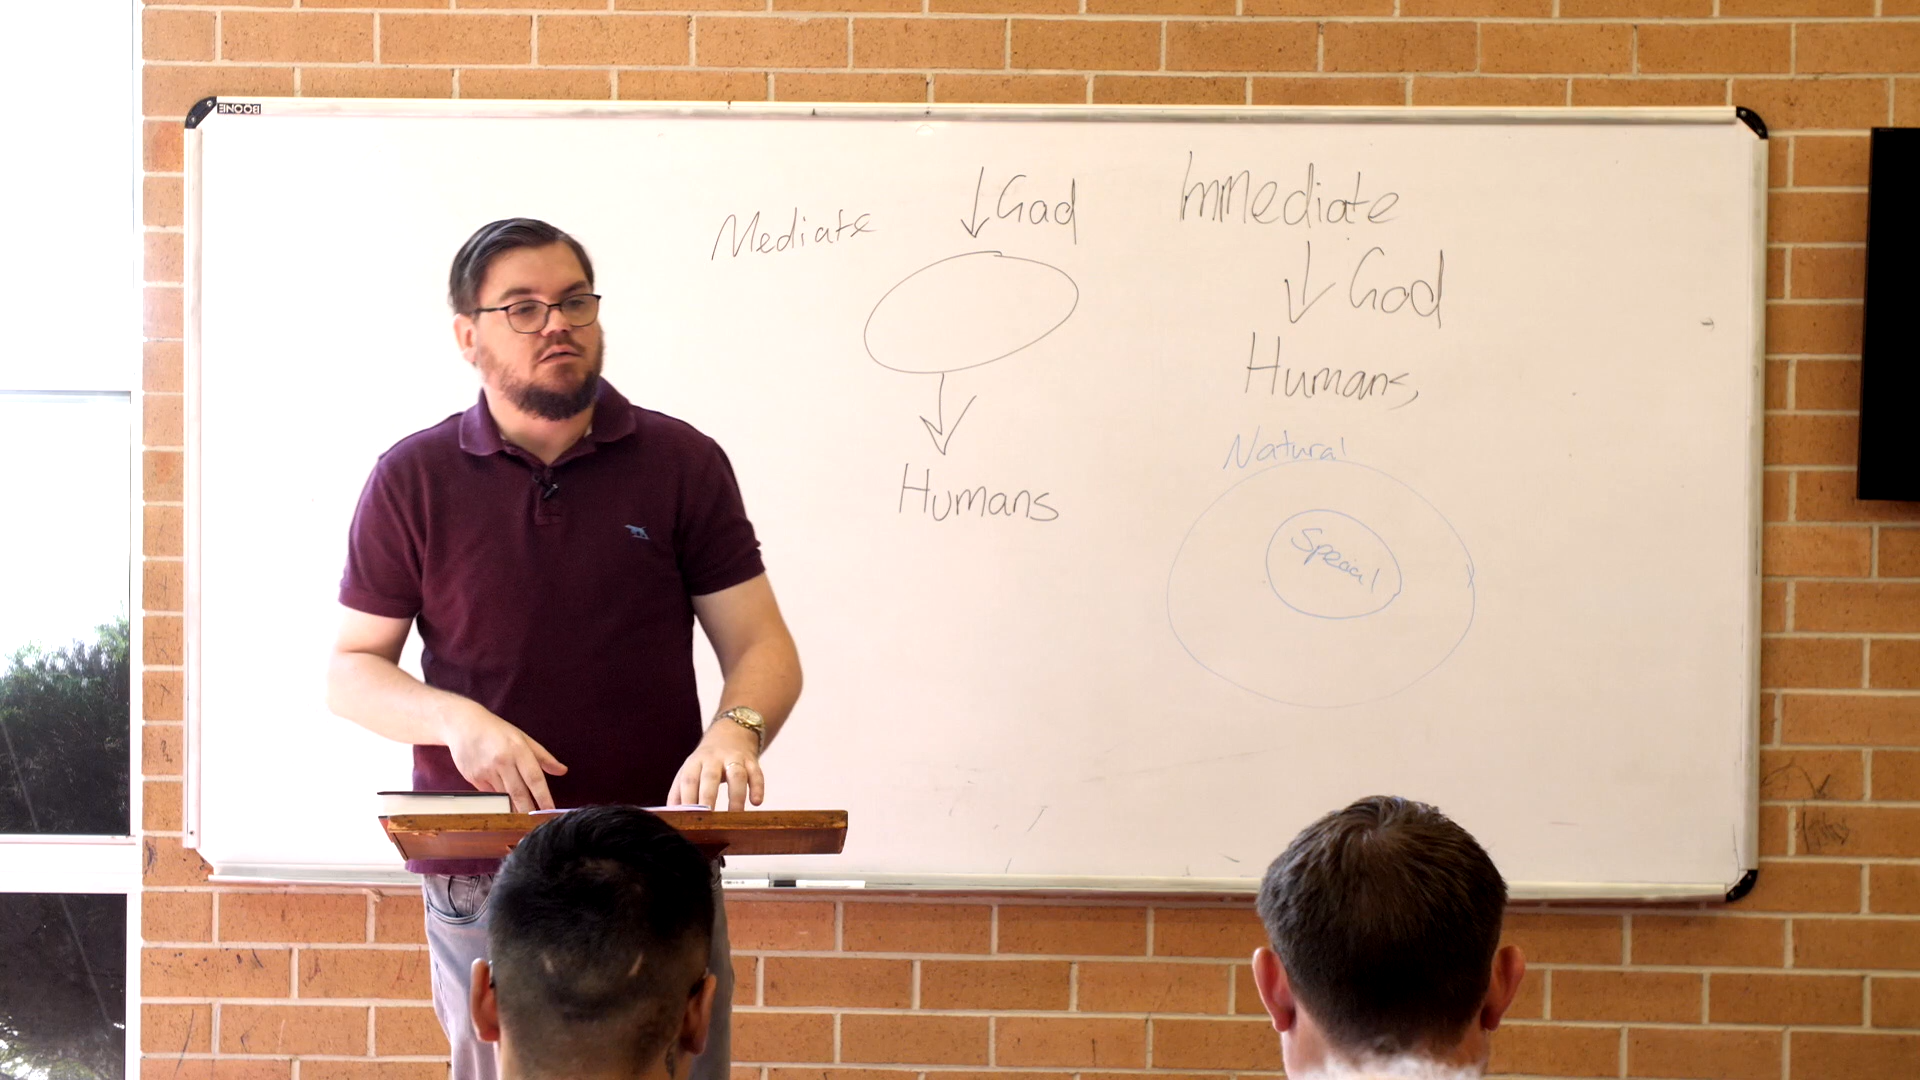 BOONE
Mediate
God
Humans
Immediate
God
Humans,
Natural
Special